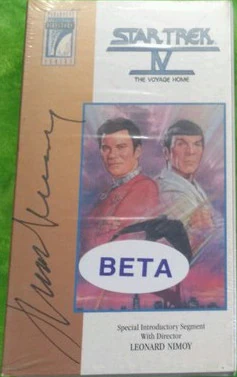 STAR TREK
IV
THE VOYAGE HOME
BETA
Special Introductory Segment
With Director
LEONARD NIMOY